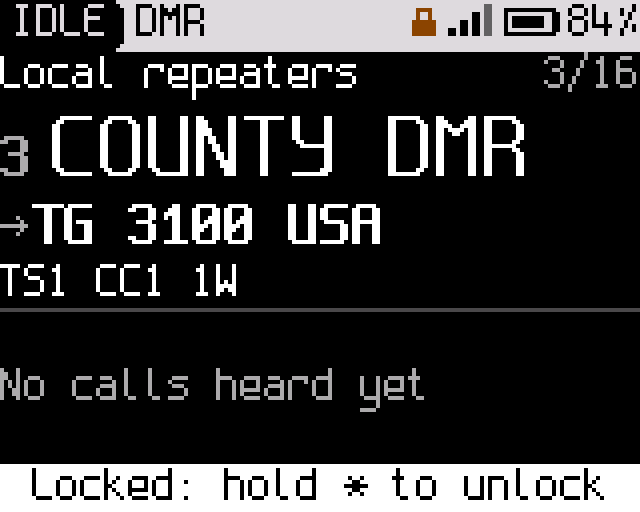 IDLE DMR 84%
Local repeaters 3/16
3 COUNTY DMR
→TG 3100 USA
TS1 CC1 1W
No calls heard yet
Locked: hold * to unlock